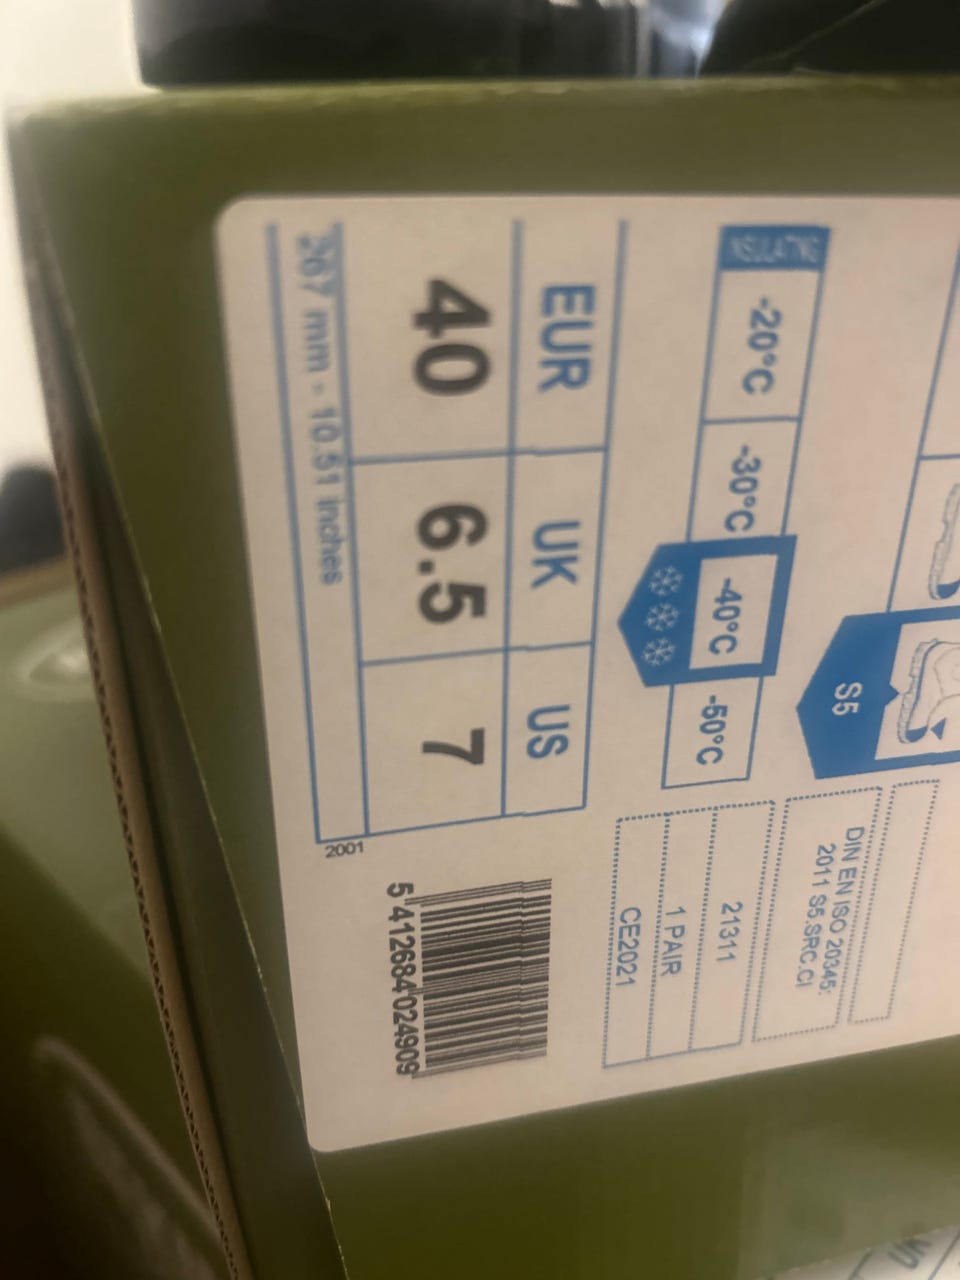 INSULATING
-20°C -30°C -40°C -50°C
S5
EUR UK US
40 6.5 7
267 mm - 10.51 inches
2001
DIN EN ISO 20345:
2011 S5.SRC.CI
21311
1 PAIR
CE2021
5 412684 024909